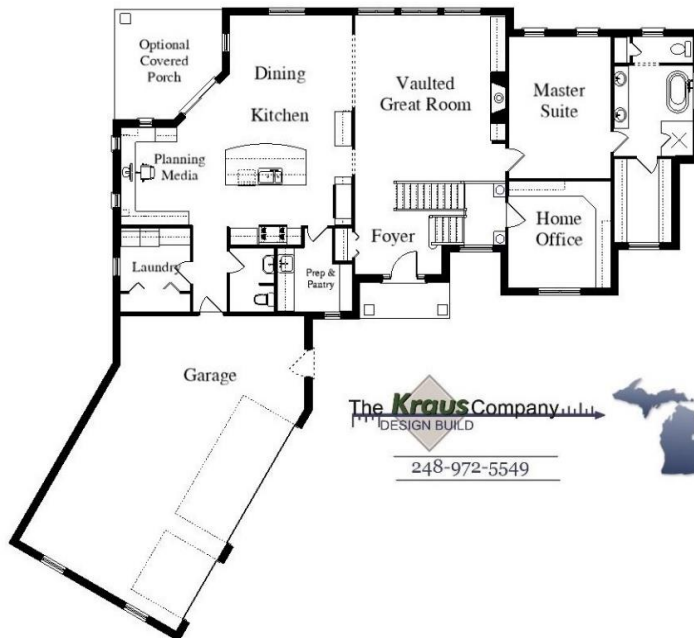 Optional
Covered
Porch
Dining
Kitchen
Vaulted
Great Room
Master
Suite
Planning
Media
Home
Office
Foyer
Laundry
Prep &
Pantry
Garage
The Kraus Company
DESIGN BUILD
248-972-5549